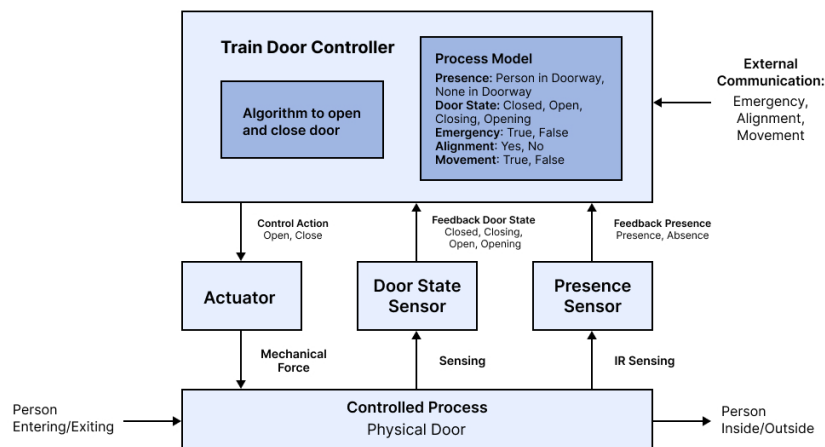 Train Door Controller
Algorithm to open
and close door
Process Model
Presence: Person in Doorway,
None in Doorway
Door State: Closed, Open,
Closing, Opening
Emergency: True, False
Alignment: Yes, No
Movement: True, False
External
Communication:
Emergency,
Alignment,
Movement
Control Action
Open, Close
Feedback Door State
Closed, Closing,
Open, Opening
Feedback Presence
Presence, Absence
Actuator
Door State
Sensor
Presence
Sensor
Mechanical
Force
Sensing
IR Sensing
Person
Entering/Exiting
Controlled Process
Physical Door
Person
Inside/Outside